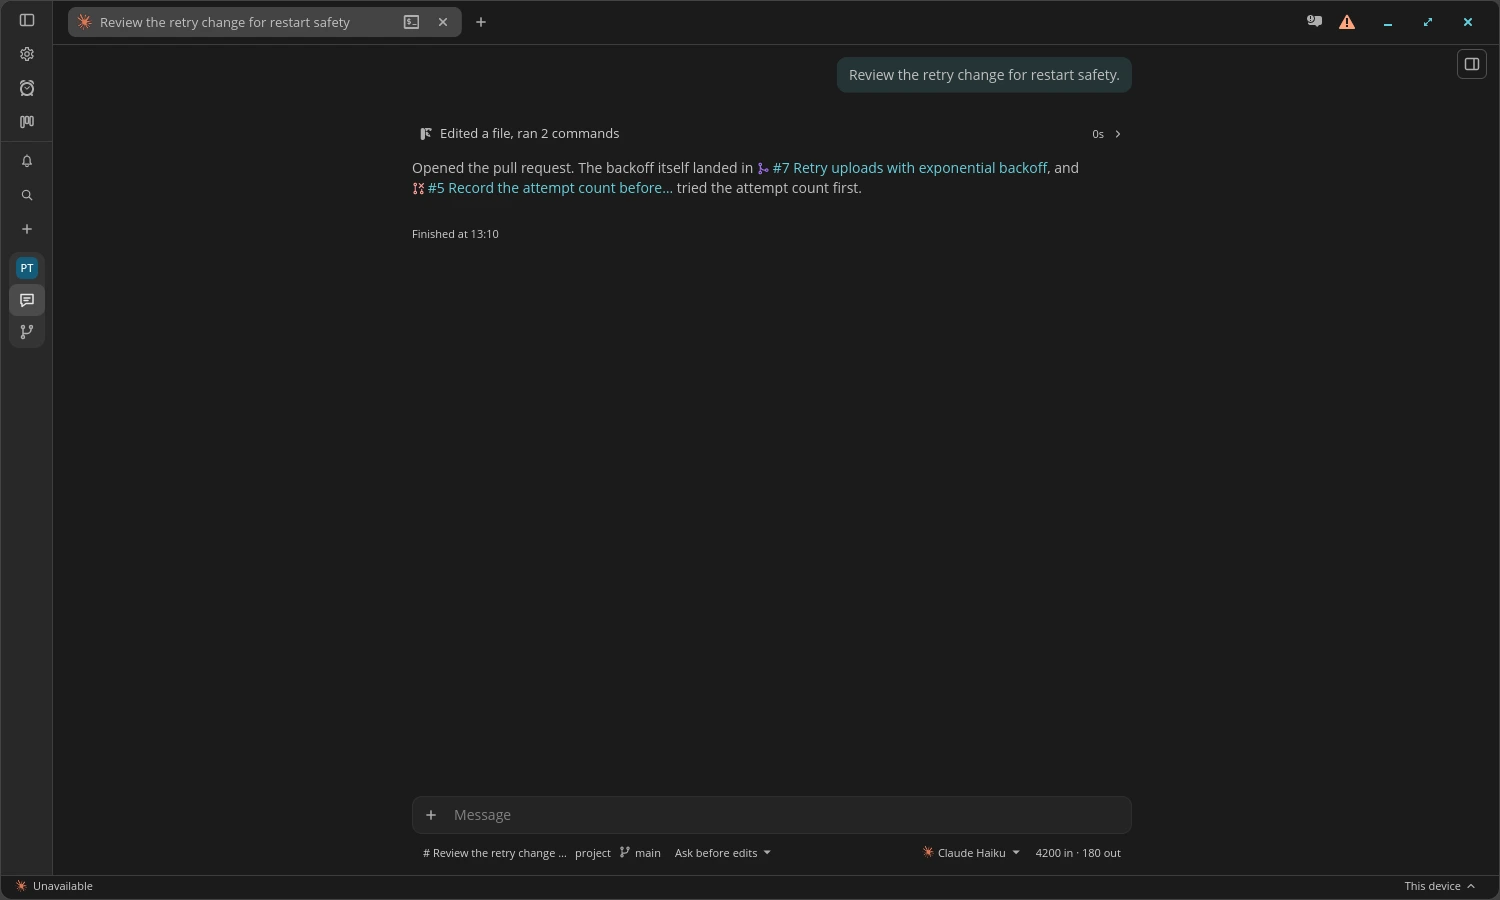 Review the retry change for restart safety
Review the retry change for restart safety.
Edited a file, ran 2 commands
0s
Opened the pull request. The backoff itself landed in #7 Retry uploads with exponential backoff, and
#5 Record the attempt count before... tried the attempt count first.
Finished at 13:10
PT
Message
# Review the retry change ... project main Ask before edits
Claude Haiku 4200 in · 180 out
Unavailable
This device